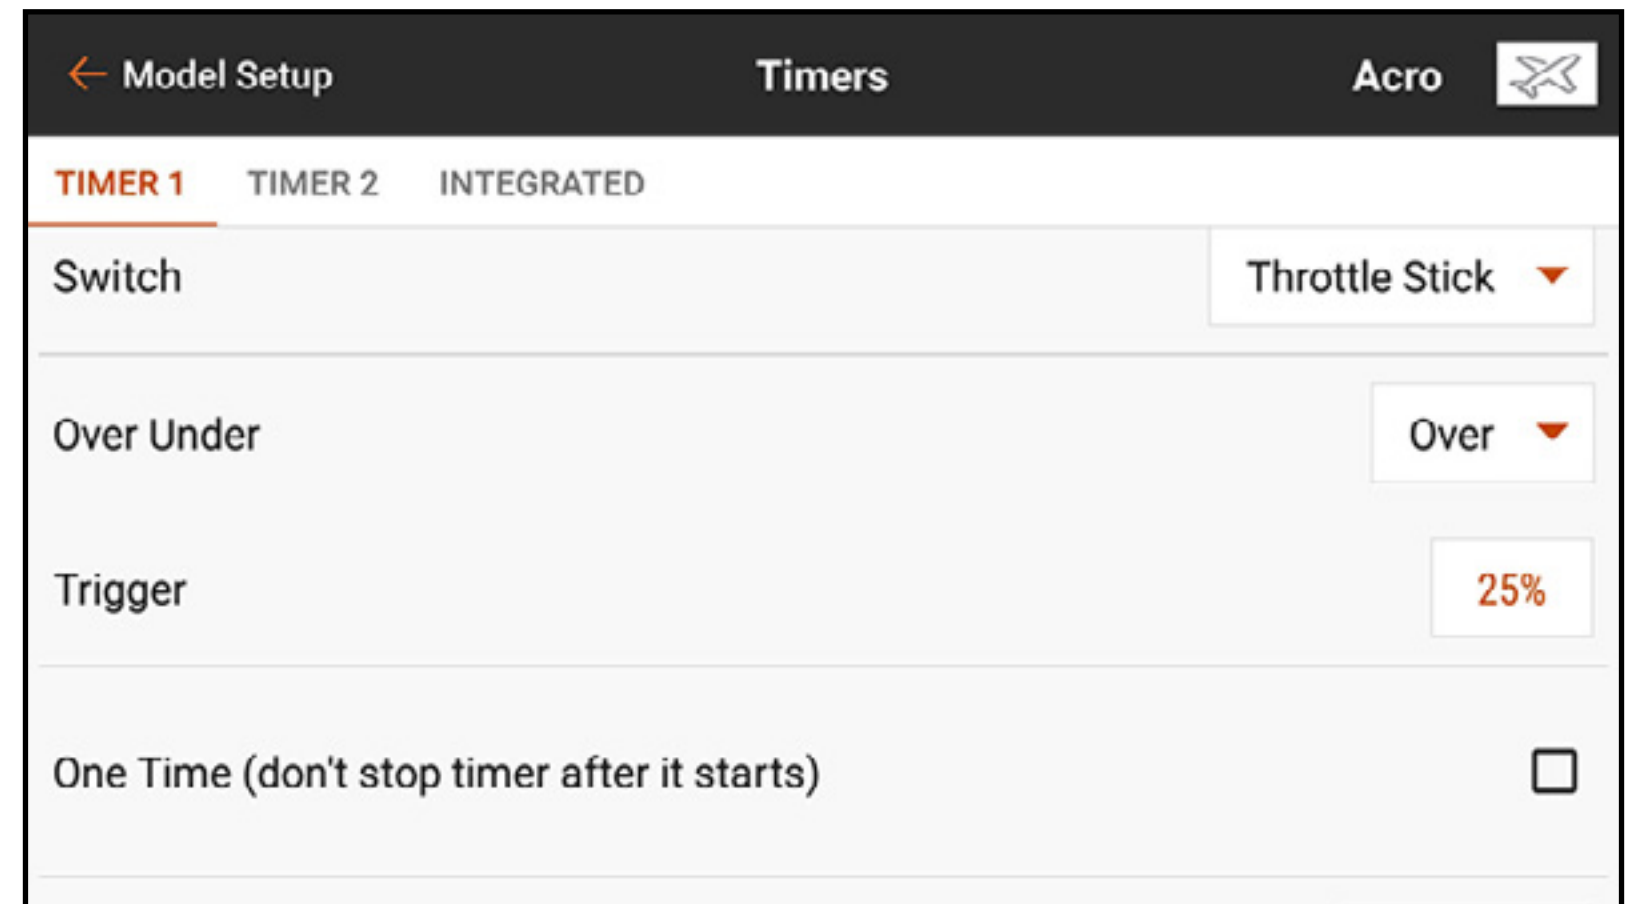 ← Model Setup Timers Acro
TIMER 1 TIMER 2 INTEGRATED
Switch Throttle Stick
Over Under Over
Trigger 25%
One Time (don't stop timer after it starts)